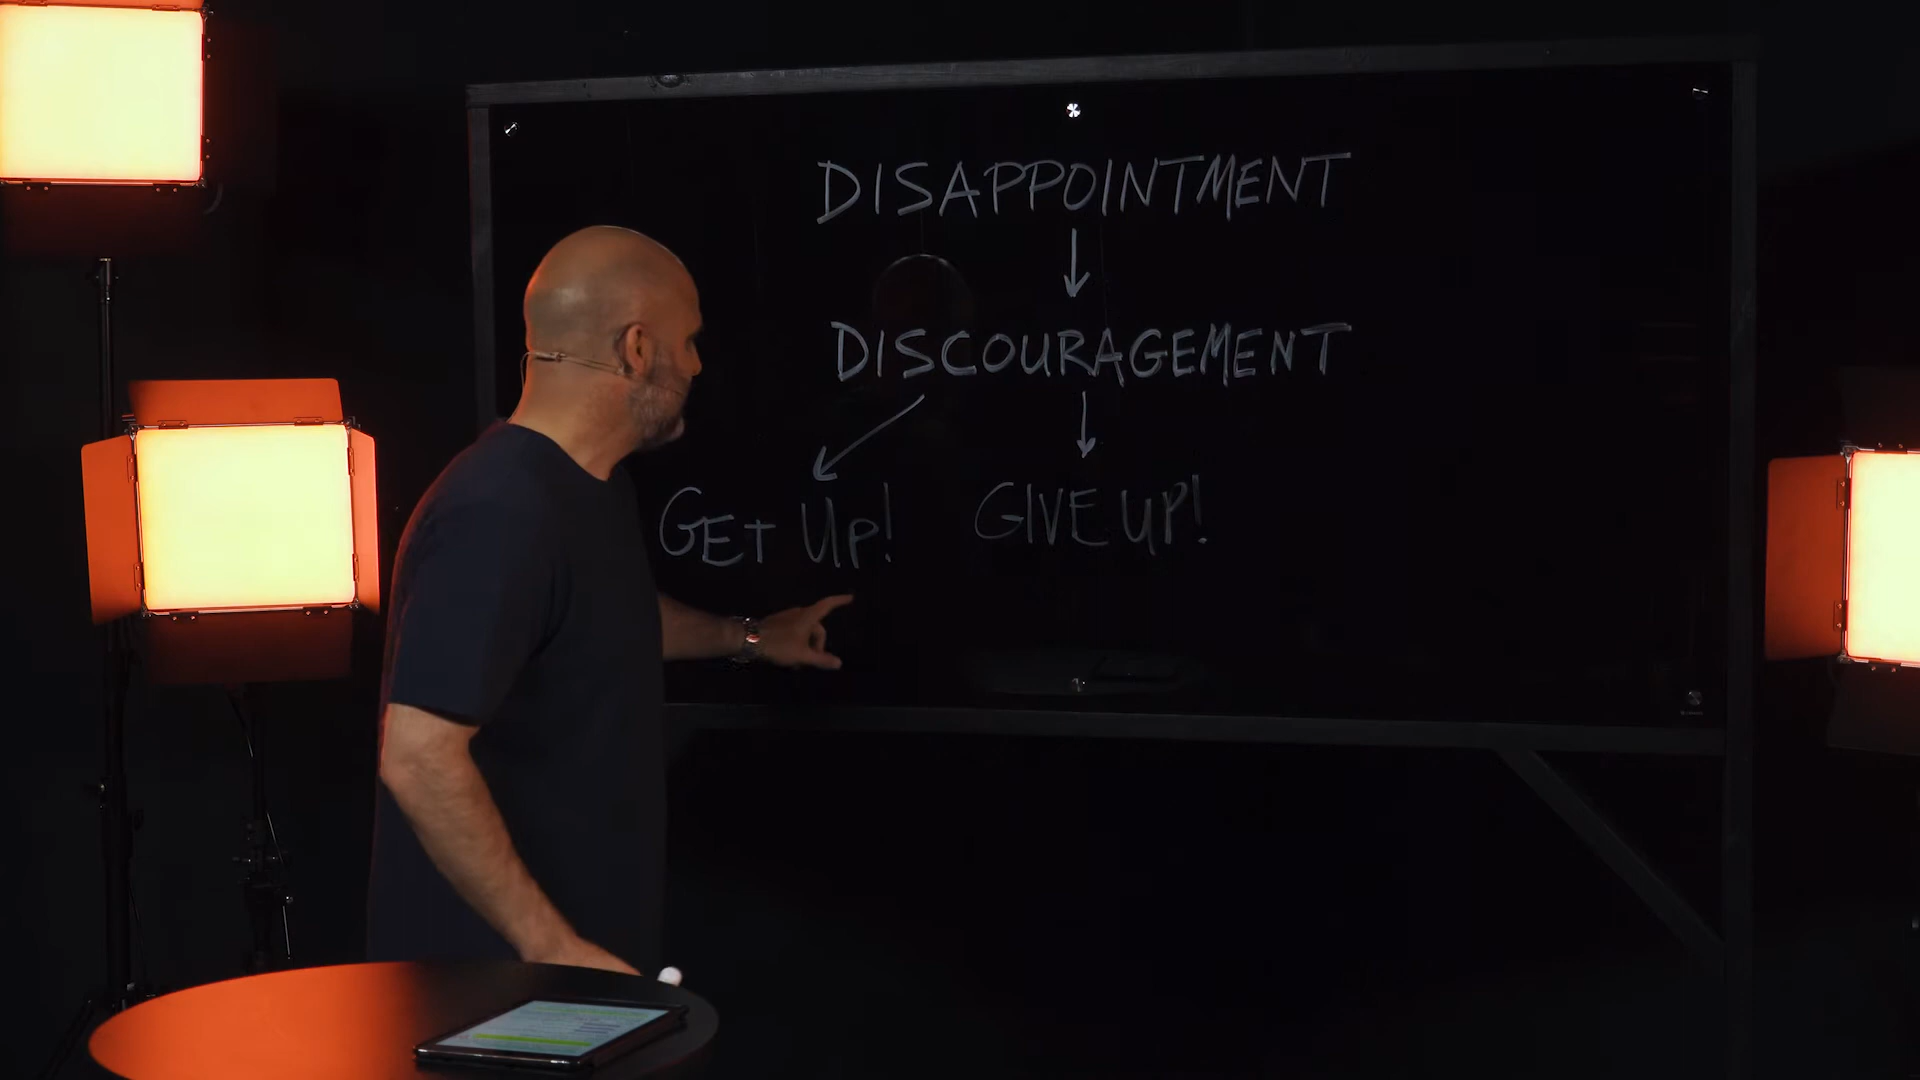 DISAPPOINTMENT
DISCOURAGEMENT
GET UP! GIVE UP!